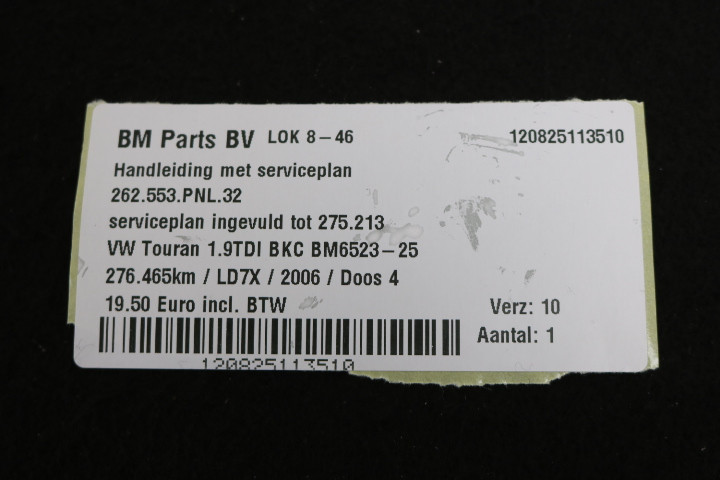 BM Parts BV LOK 8-46 120825113510
Handleiding met serviceplan
262.553.PNL.32
serviceplan ingevuld tot 275.213
VW Touran 1.9TDI BKC BM6523-25
276.465km / LD7X / 2006 / Doos 4
19.50 Euro incl. BTW Verz: 10
Aantal: 1
120825113510